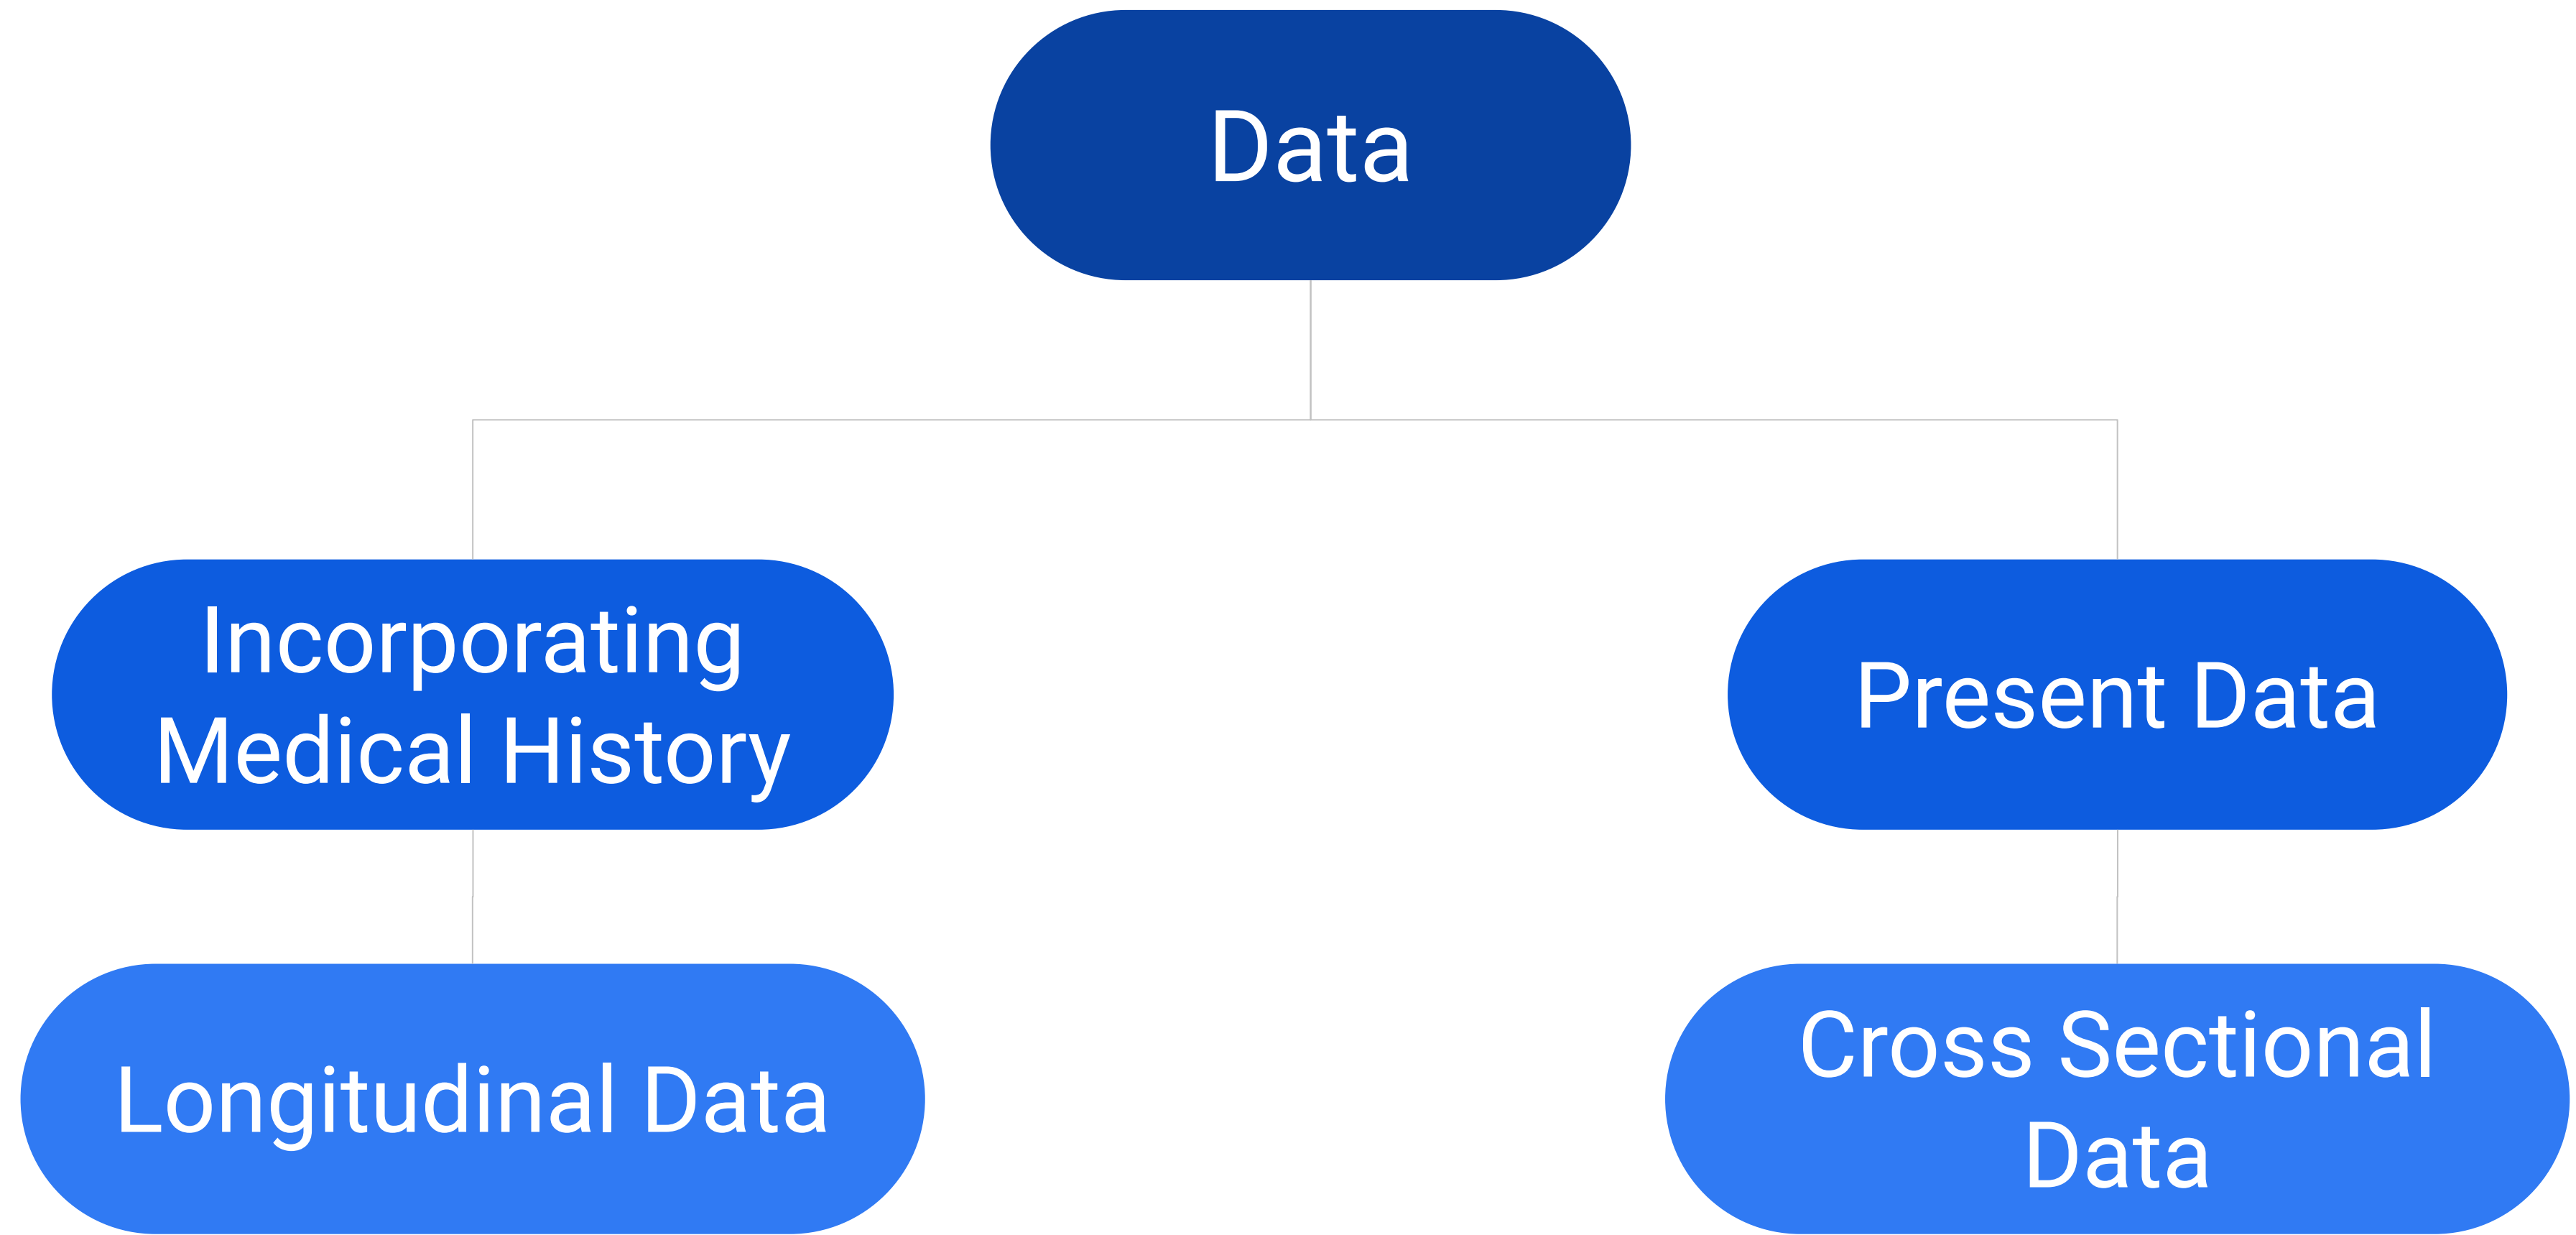 Data
Incorporating
Medical History
Present Data
Longitudinal Data
Cross Sectional
Data